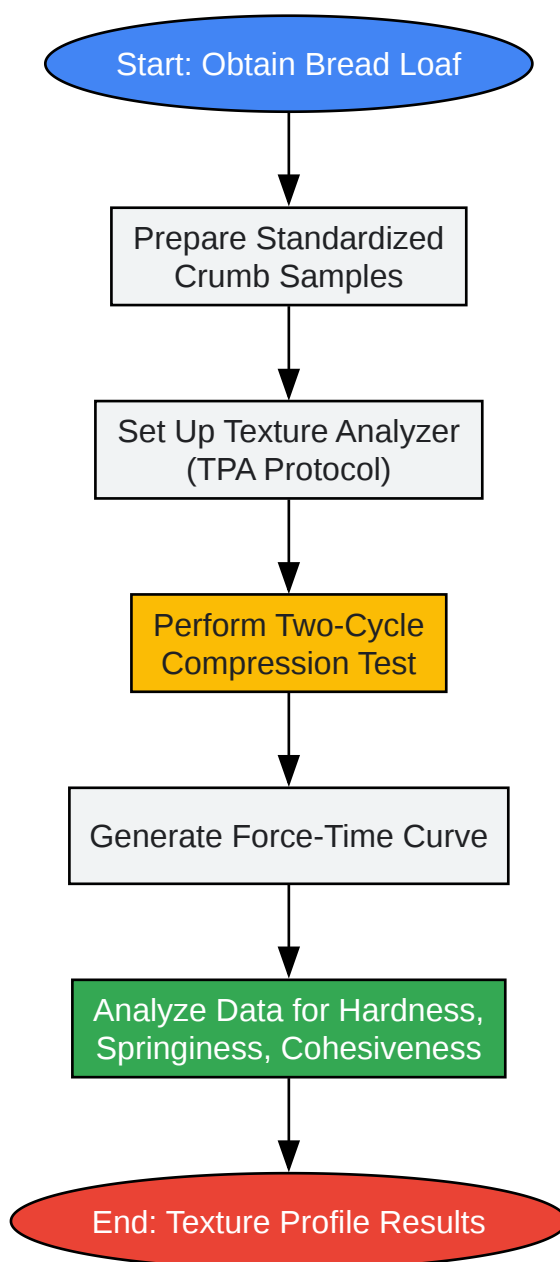 Start: Obtain Bread Loaf
Prepare Standardized
Crumb Samples
Set Up Texture Analyzer
(TPA Protocol)
Perform Two-Cycle
Compression Test
Generate Force-Time Curve
Analyze Data for Hardness,
Springiness, Cohesiveness
End: Texture Profile Results